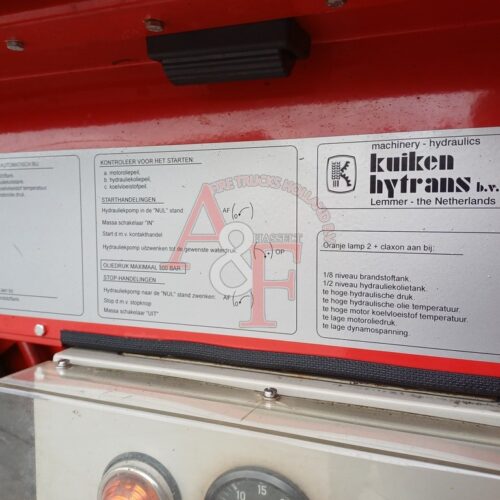 AUTOMATISCH BIJ:
KONTROLEER VOOR HET STARTEN
a. motoroliepeil,
b. hydrauliekoliepeil,
c. koelvloeistofpeil.
STARTHANDELINGEN
Hydrauliekpomp in de "NUL" stand AF
Massa schakelaar "IN"
Start d.m.v. kontakthandel
Hydrauliekpomp uitzwenken tot de gewenste waterdruk. OP
OLIEDRUK MAXIMAAL 300 BAR
STOP-HANDELINGEN
Hydrauliekpomp naar de "NUL" stand zwenken. AF
Stop d.m.v. stopknop
Massa schakelaar "UIT"
machinery - hydraulics
kuiken
hytrans b.v.
Lemmer - the Netherlands
Oranje lamp 2 + claxon aan bij:
1/8 niveau brandstoftank.
1/2 niveau hydrauliekolietank.
te hoge hydraulische druk.
te hoge hydraulische olie temperatuur.
te hoge motor koelvloeistof temperatuur.
te lage motoroliedruk.
te lage dynamospanning.
A&F
FIRE TRUCKS HOLLAND B.V.
HASSELT
10 15